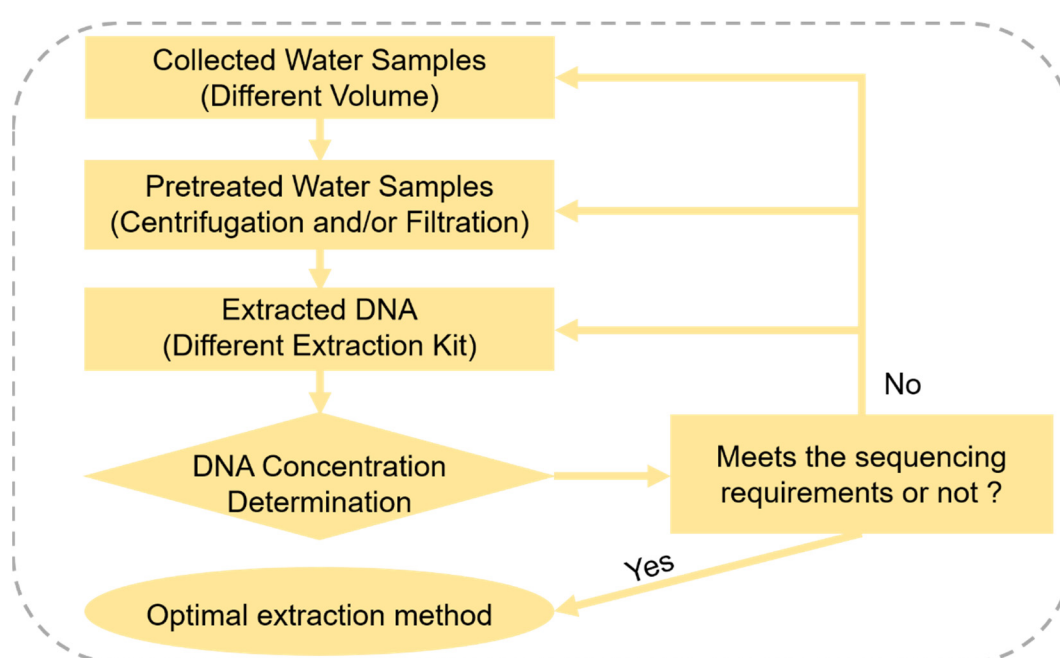 Collected Water Samples
(Different Volume)
Pretreated Water Samples
(Centrifugation and/or Filtration)
Extracted DNA
(Different Extraction Kit)
No
DNA Concentration
Determination
Meets the sequencing
requirements or not ?
Yes
Optimal extraction method